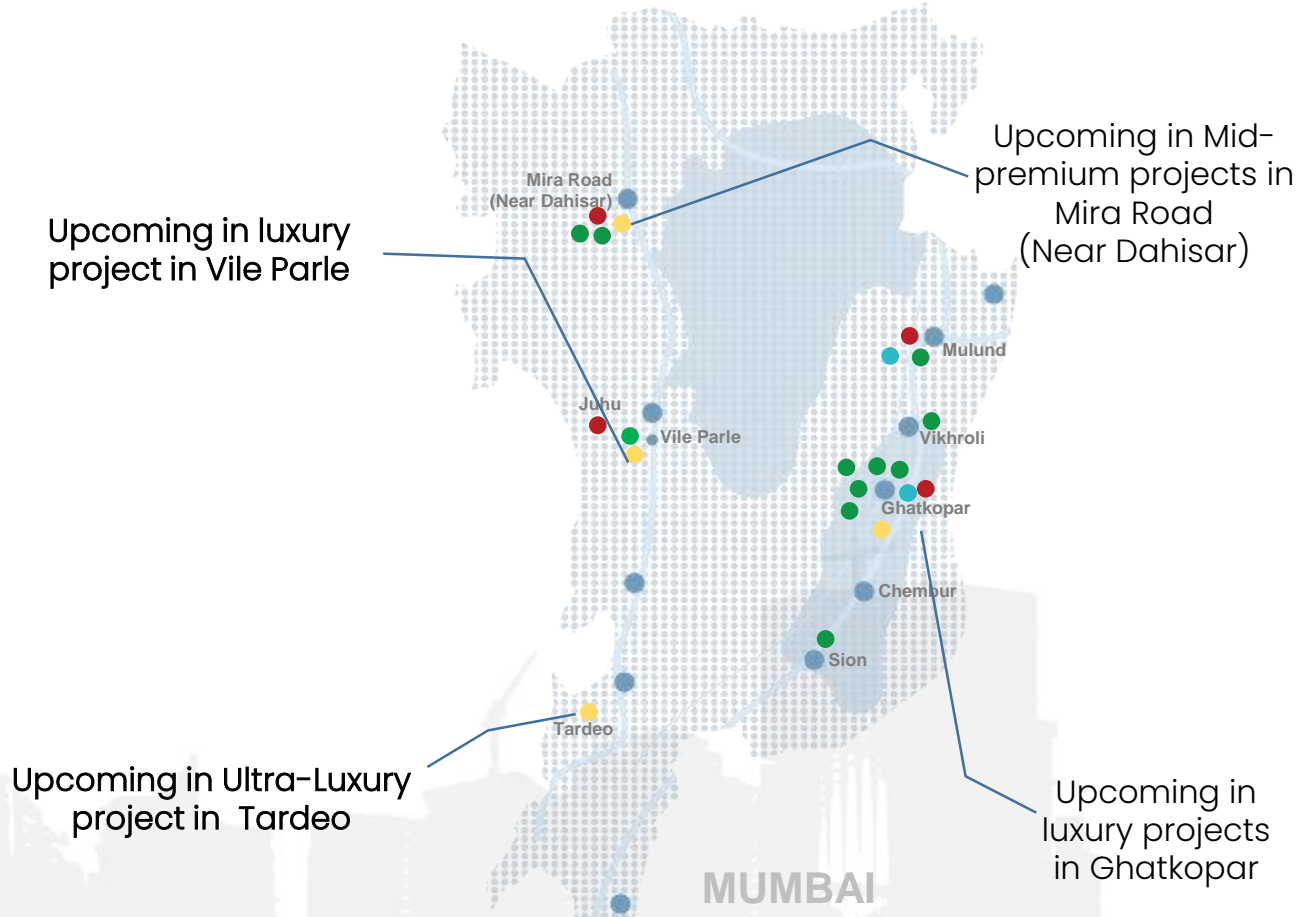 Upcoming in Mid-
premium projects in
Mira Road
(Near Dahisar)
Mira Road
(Near Dahisar)
Upcoming in luxury
project in Vile Parle
Mulund
Juhu
Vile Parle
Vikhroli
Ghatkopar
Chembur
Sion
Tardeo
Upcoming in Ultra-Luxury
project in Tardeo
Upcoming in
luxury projects
in Ghatkopar
MUMBAI